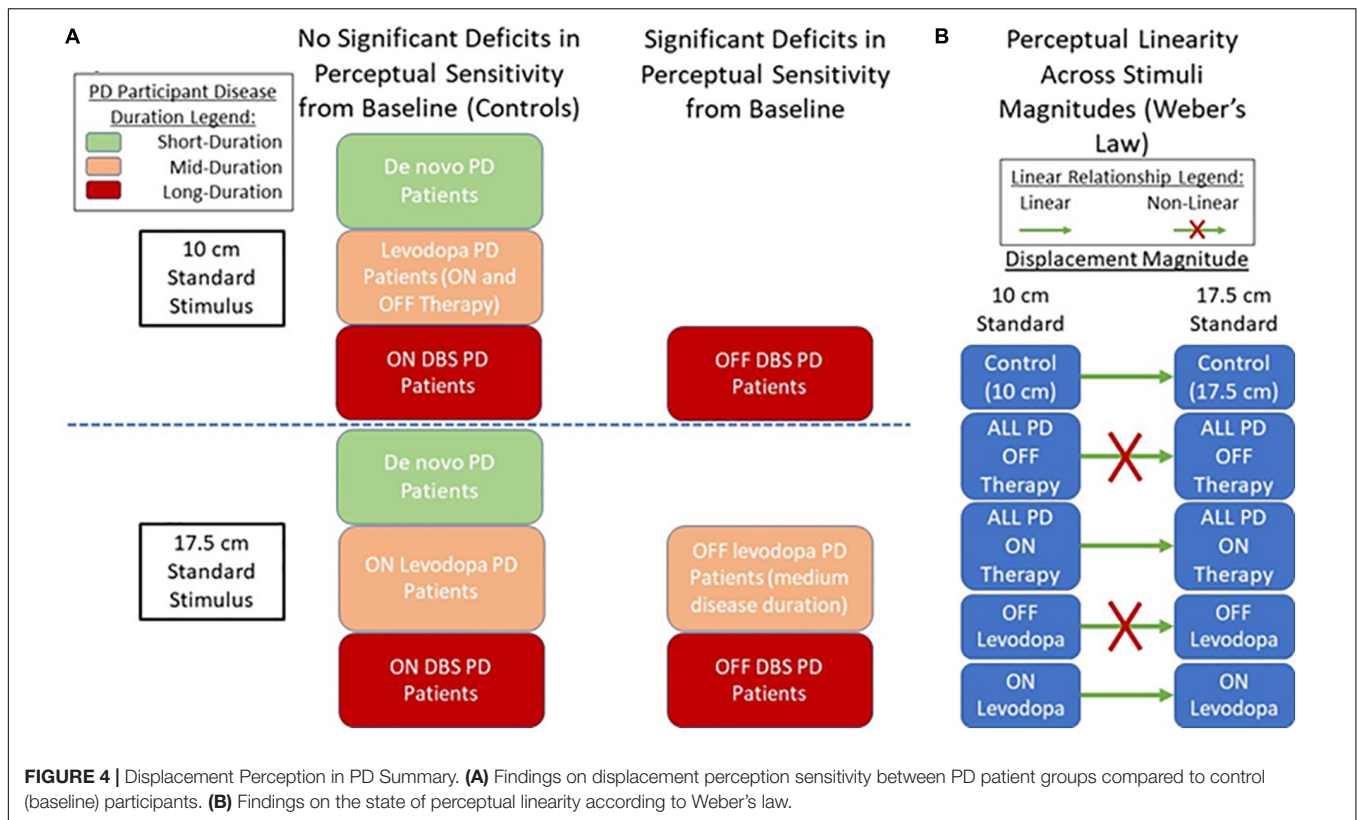 A
No Significant Deficits in
Perceptual Sensitivity
from Baseline (Controls)
Significant Deficits in
Perceptual Sensitivity
from Baseline
PD Participant Disease
Duration Legend:
Short-Duration
Mid-Duration
Long-Duration
10 cm
Standard
Stimulus
De novo PD
Patients
Levodopa PD
Patients (ON and
OFF Therapy)
ON DBS PD
Patients
OFF DBS PD
Patients
17.5 cm
Standard
Stimulus
De novo PD
Patients
ON Levodopa PD
Patients
OFF levodopa PD
Patients (medium
disease duration)
ON DBS PD
Patients
OFF DBS PD
Patients
B
Perceptual Linearity
Across Stimuli
Magnitudes (Weber's
Law)
Linear Relationship Legend:
Linear Non-Linear
Displacement Magnitude
10 cm
Standard
17.5 cm
Standard
Control
(10 cm)
Control
(17.5 cm)
ALL PD
OFF
Therapy
ALL PD
OFF
Therapy
ALL PD
ON
Therapy
ALL PD
ON
Therapy
OFF
Levodopa
OFF
Levodopa
ON
Levodopa
ON
Levodopa
FIGURE 4 | Displacement Perception in PD Summary. (A) Findings on displacement perception sensitivity between PD patient groups compared to control
(baseline) participants. (B) Findings on the state of perceptual linearity according to Weber's law.